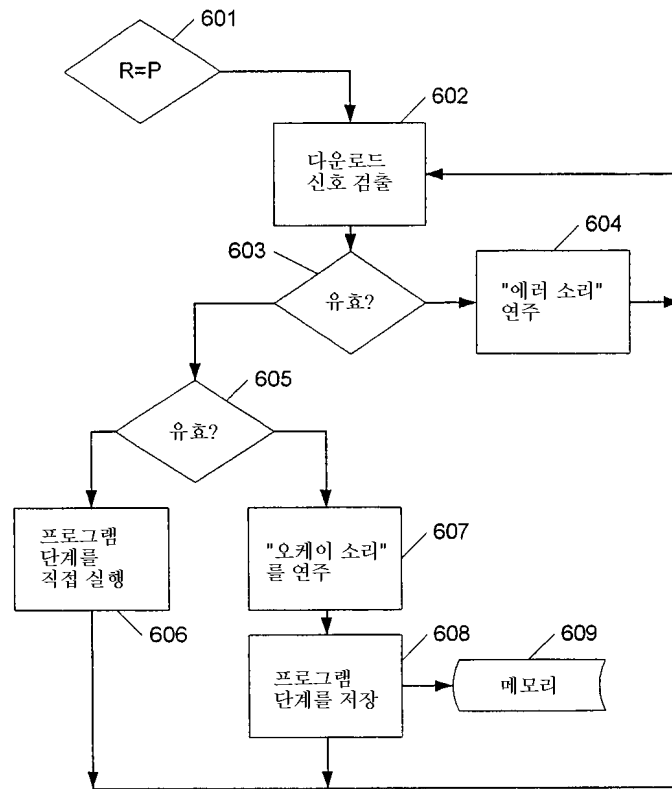 601
R=P
602
다운로드
신호 검출
603
유효?
604
"에러 소리"
연주
605
유효?
프로그램
단계를
직접 실행
606
"오케이 소리"
를 연주
607
608
프로그램
단계를 저장
609
메모리